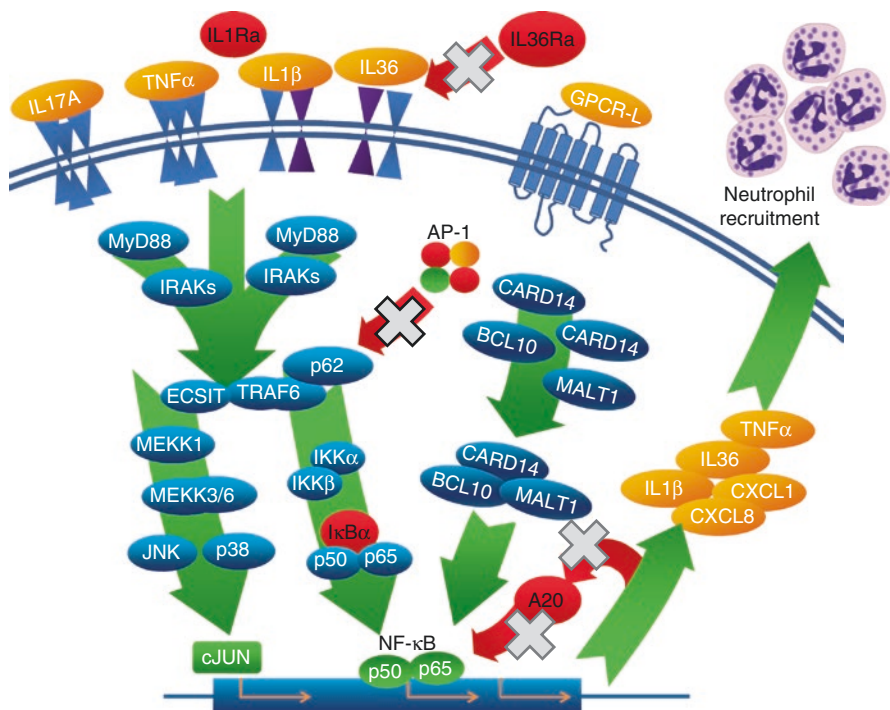 IL1Ra
IL36Ra
IL17A
TNFα
IL1β
IL36
GPCR-L
Neutrophil
recruitment
MyD88
MyD88
IRAKs
IRAKs
AP-1
CARD14
BCL10
CARD14
MALT1
p62
ECSIT
TRAF6
MEKK1
MEKK3/6
JNK
p38
IKKα
IKKβ
IκBα
p50
p65
CARD14
BCL10
MALT1
TNFα
IL36
IL1β
CXCL1
CXCL8
A20
cJUN
NF-κB
p50
p65